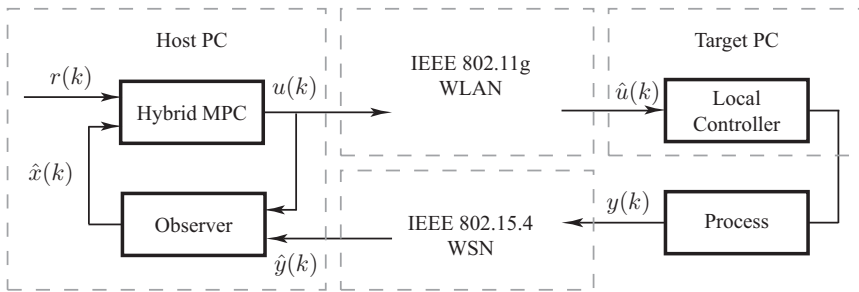 Host PC
r(k)
Hybrid MPC
u(k)
x̂(k)
Observer
ŷ(k)
IEEE 802.11g
WLAN
IEEE 802.15.4
WSN
Target PC
û(k)
Local
Controller
y(k)
Process